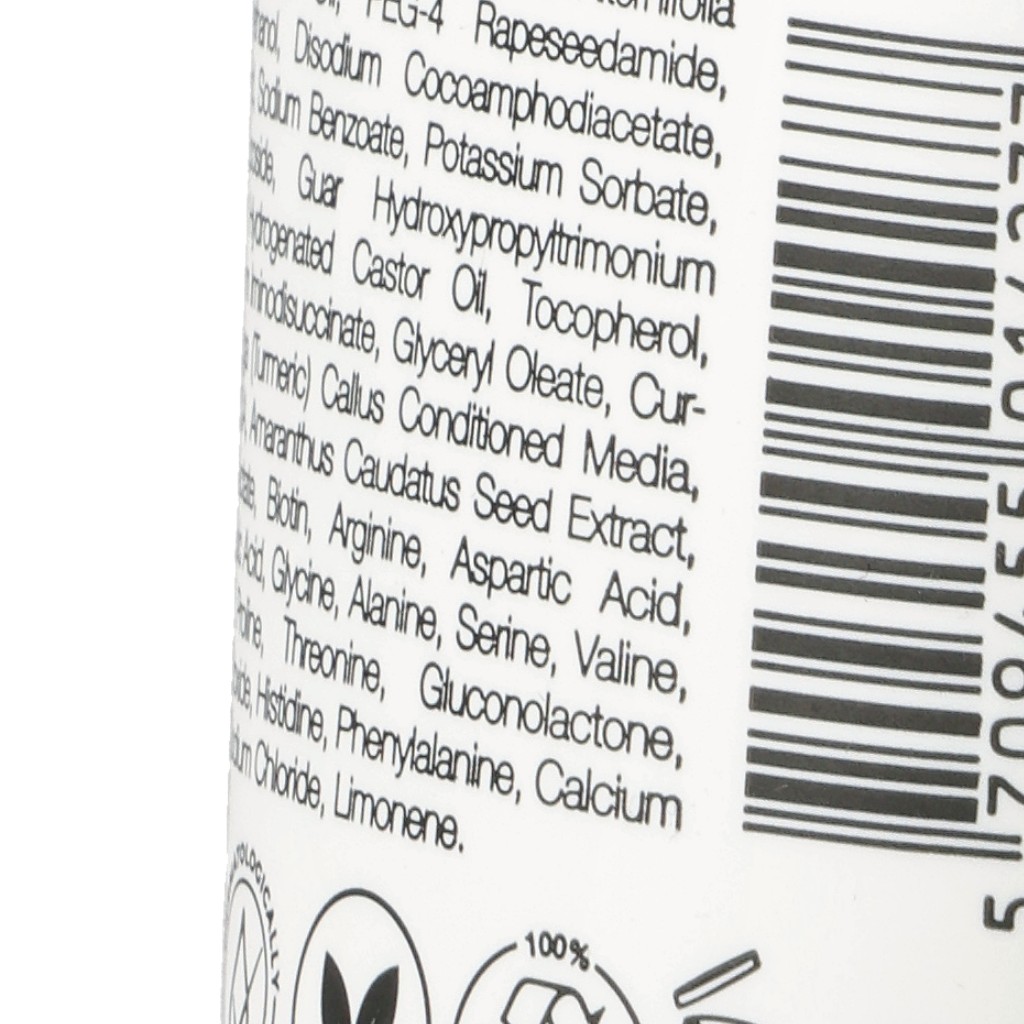 PEG-4 Rapeseedamide,
Disodium Cocoamphodiacetate,
Sodium Benzoate, Potassium Sorbate,
Guar Hydroxypropyltrimonium
Castor Oil, Tocopherol,
Glyceryl Oleate, Cur-
(Turmeric) Callus Conditioned Media,
Amaranthus Caudatus Seed Extract,
Biotin, Arginine, Aspartic Acid,
Acid, Glycine, Alanine, Serine, Valine,
Threonine, Gluconolactone,
Histidine, Phenylalanine, Calcium
Chloride, Limonene.
100%